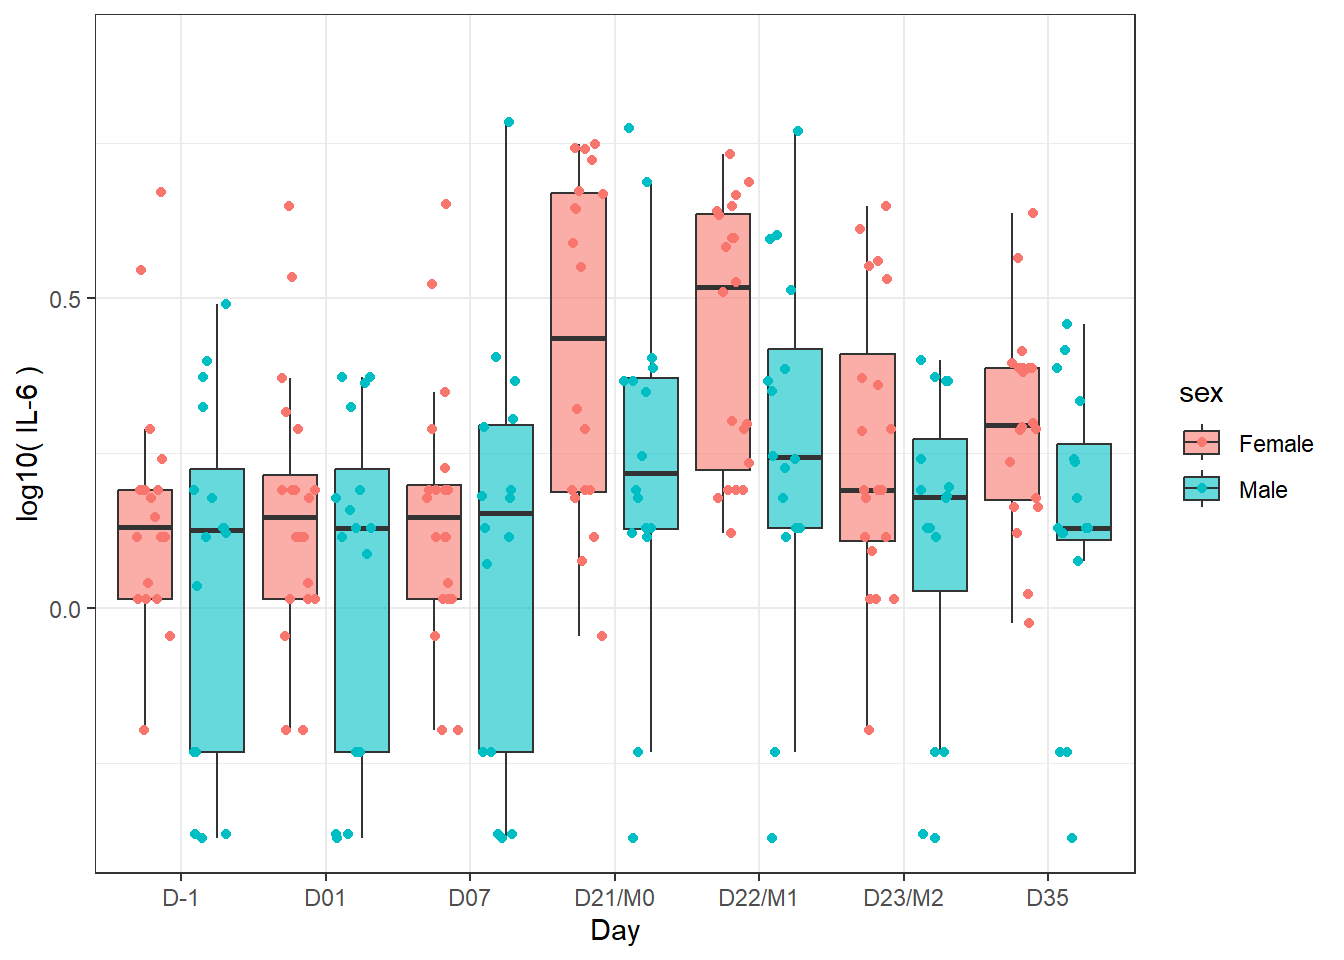 log10( IL-6 )
0.5
0.0
D-1
D01
D07
D21/M0
D22/M1
D23/M2
D35
Day
sex
Female
Male